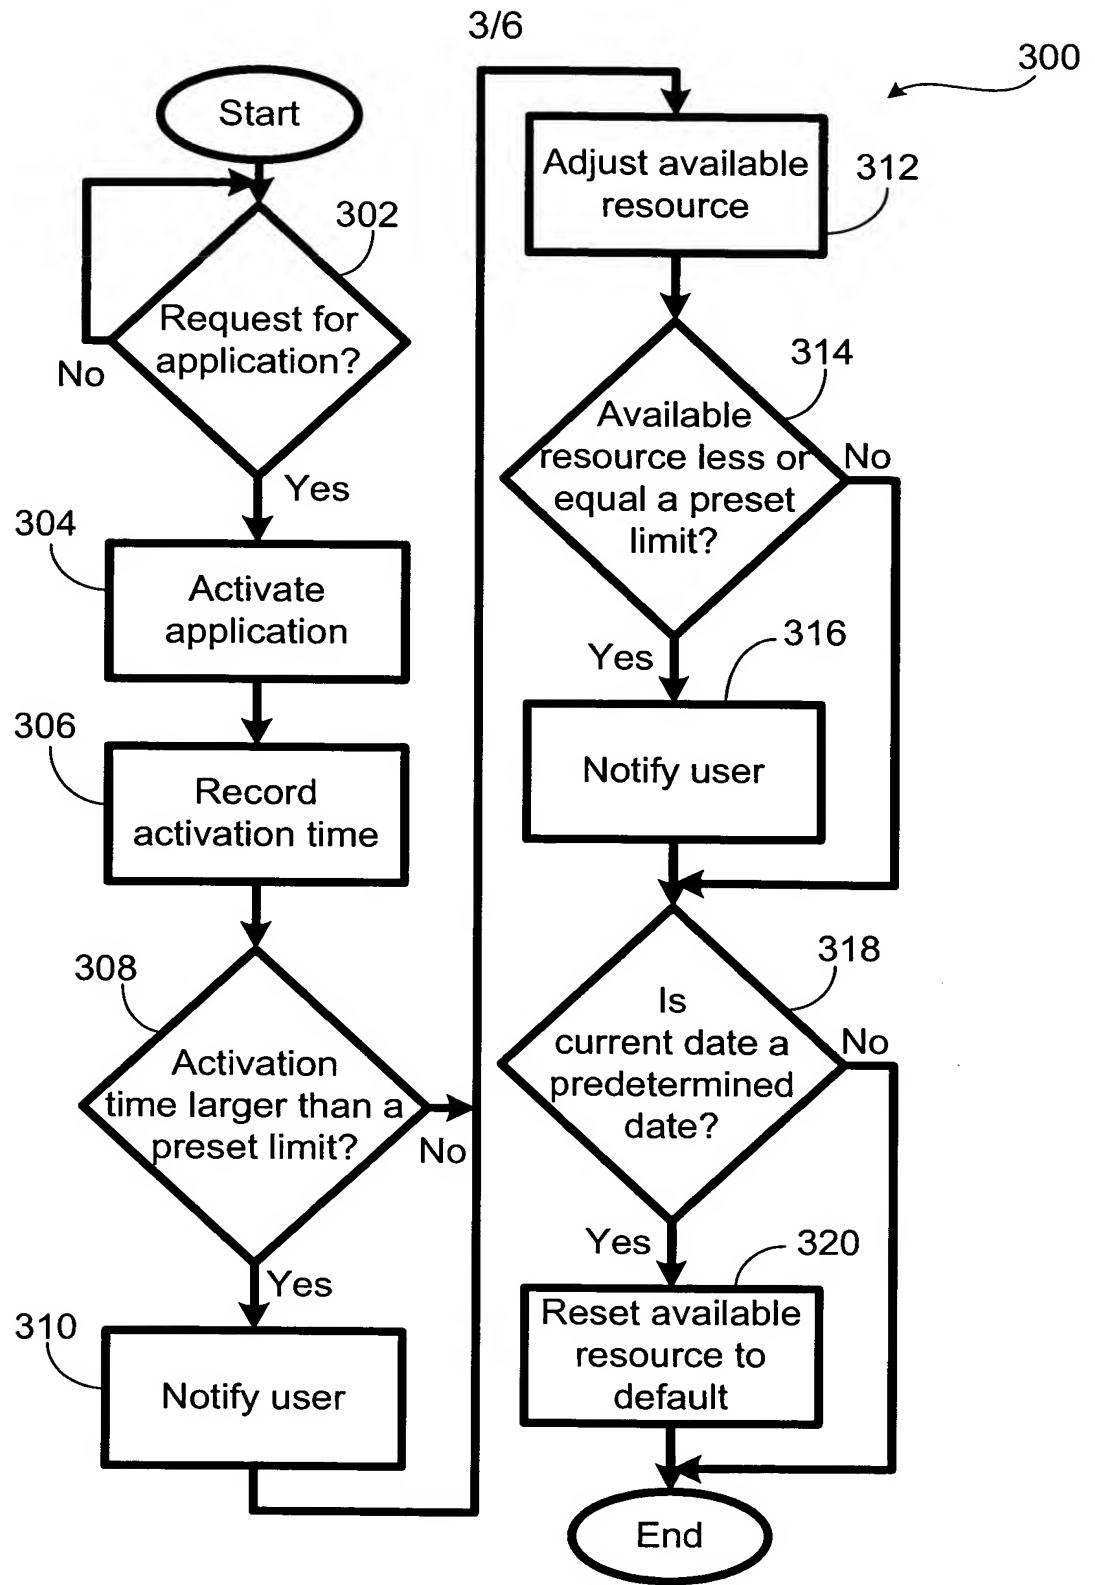 3/6
300
Start
302
Request for
application?
No
Yes
304
Activate
application
306
Record
activation time
308
Activation
time larger than a
preset limit?
No
Yes
310
Notify user
Adjust available
resource
312
314
Available
resource less or
equal a preset
limit?
No
Yes
316
Notify user
318
Is
current date a
predetermined
date?
No
Yes
320
Reset available
resource to
default
End